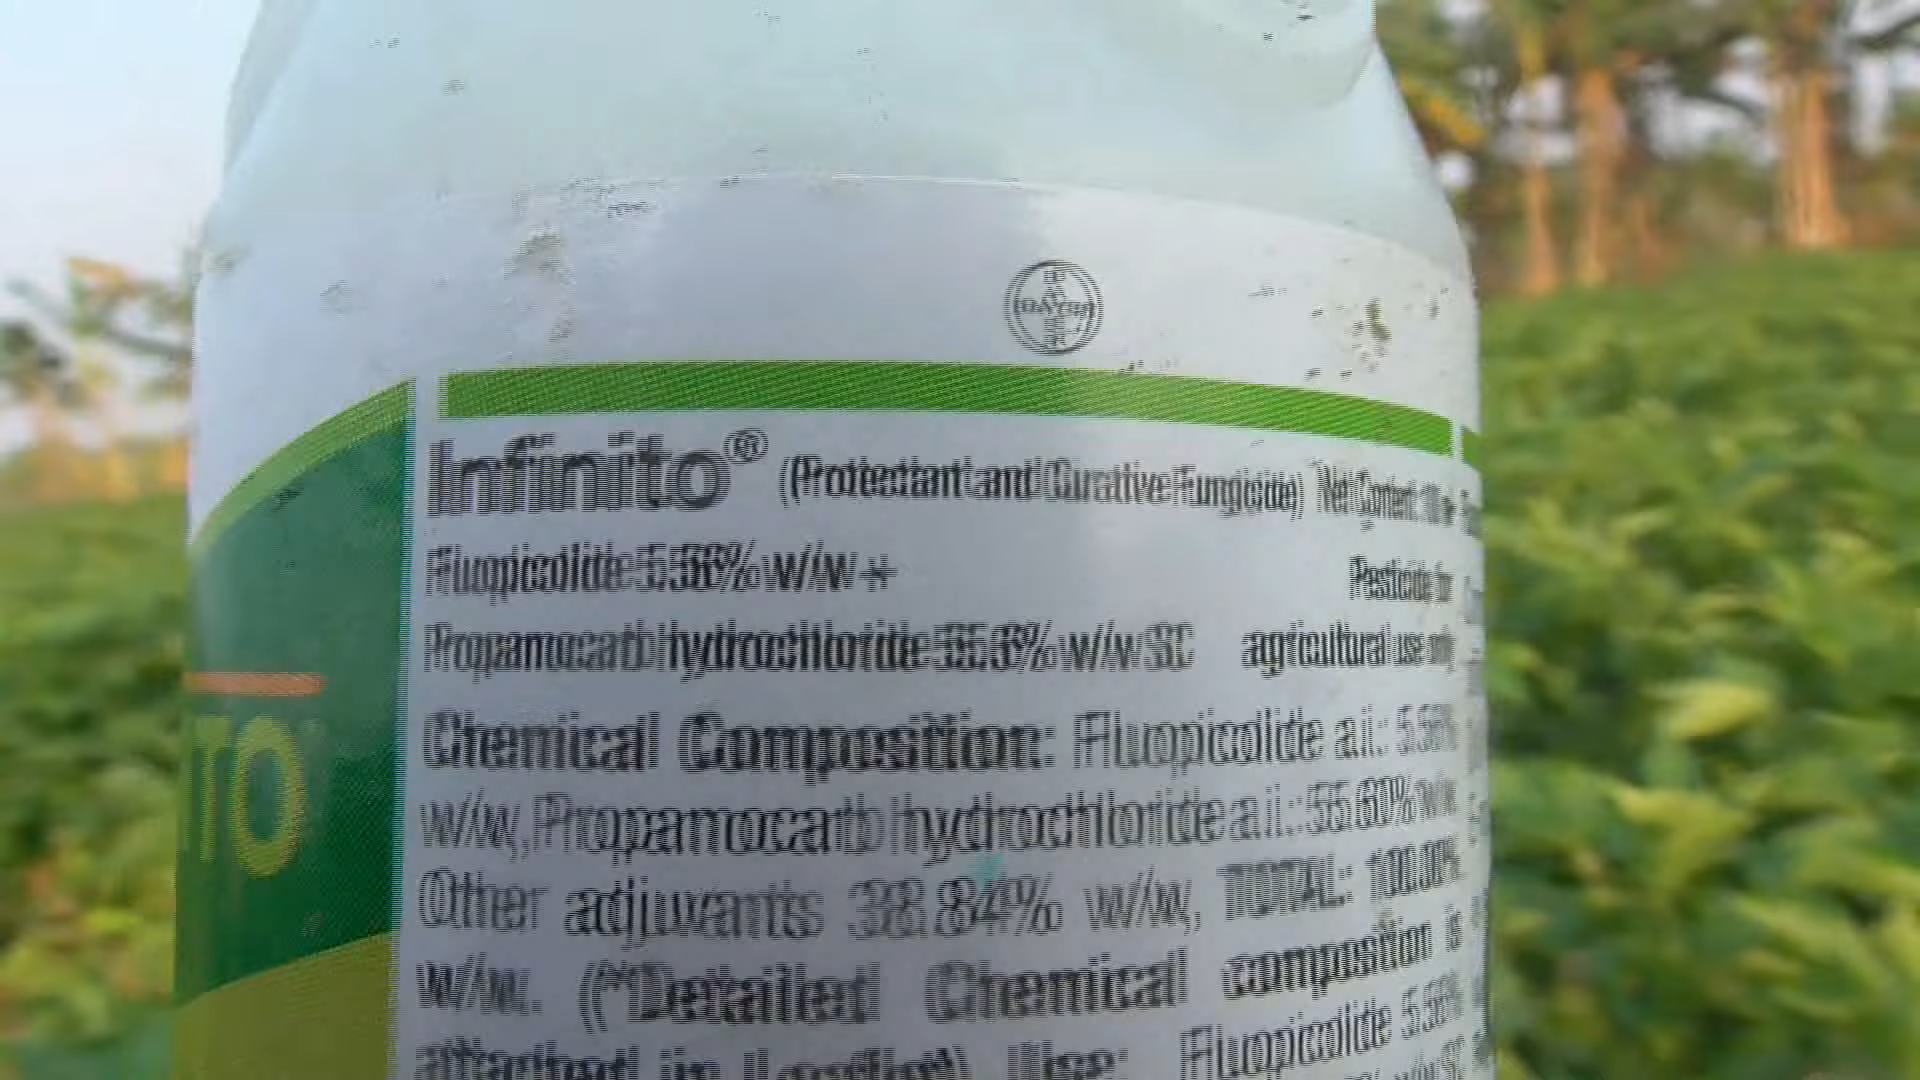 BAYER
Infinito® (Protectant and Curative Fungicide) Net Content:
Fluopicolide 5.56% w/w +
Pesticide for
Propamocarb hydrochloride 55.6% w/w SC agricultural use only
TO
Chemical Composition: Fluopicolide a.i.: 5.56%
w/w, Propamocarb hydrochloride a.i.: 55.60% w/w
Other adjuwants 38.84% w/w, TOTAL: 100.00%
w/w. (*Detailed Chemical composition is
attached in Leaflet) Use: Fluopicolide 5.56%